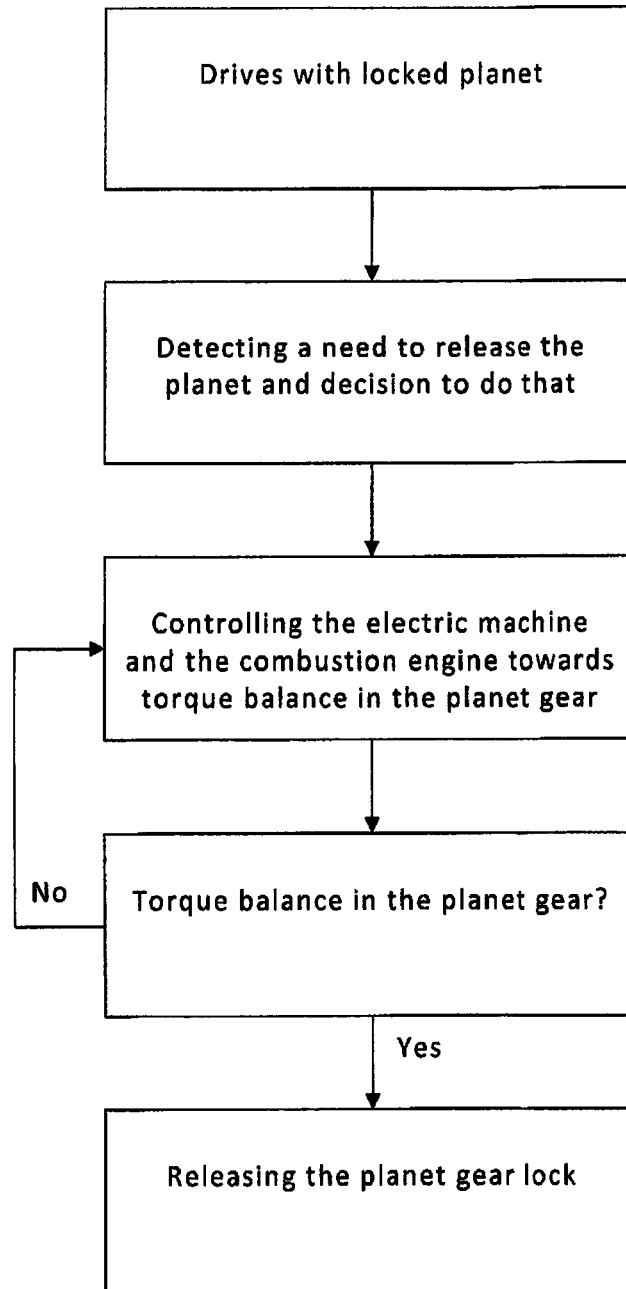 Drives with locked planet
Detecting a need to release the
planet and decision to do that
Controlling the electric machine
and the combustion engine towards
torque balance in the planet gear
No
Torque balance in the planet gear?
Yes
Releasing the planet gear lock